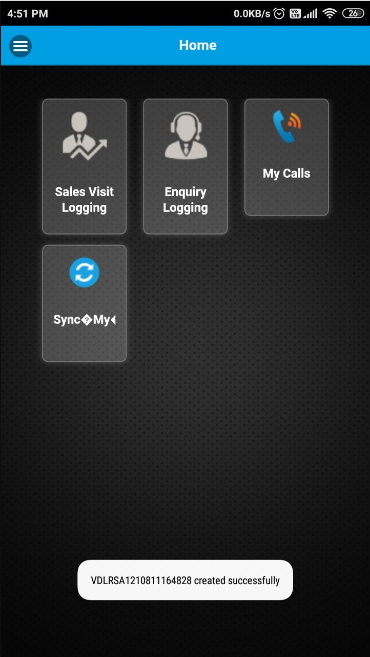 4:51 PM 0.0KB/s 26
Home
Sales Visit
Logging
Enquiry
Logging
My Calls
Sync�My
VDLRSA1210811164828 created successfully